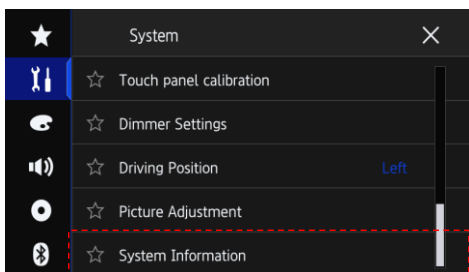 System
Touch panel calibration
Dimmer Settings
Driving Position Left
Picture Adjustment
System Information